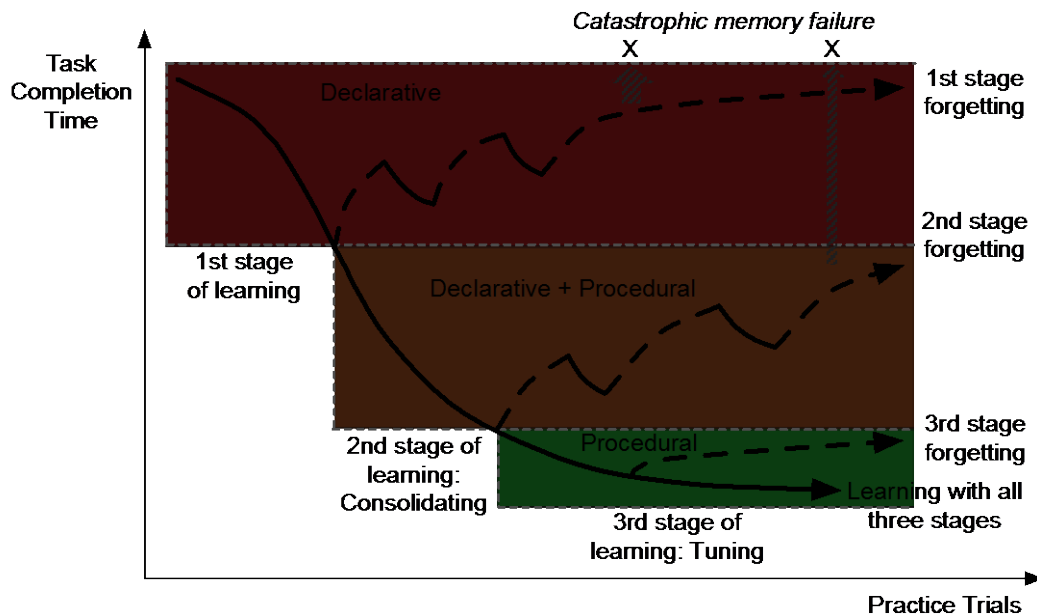 Catastrophic memory failure
X
X
Task
Completion
Time
Declarative
1st stage
forgetting
2nd stage
forgetting
1st stage
of learning
Declarative + Procedural
3rd stage
forgetting
2nd stage of
learning:
Consolidating
Procedural
Learning with all
three stages
3rd stage of
learning: Tuning
Practice Trials